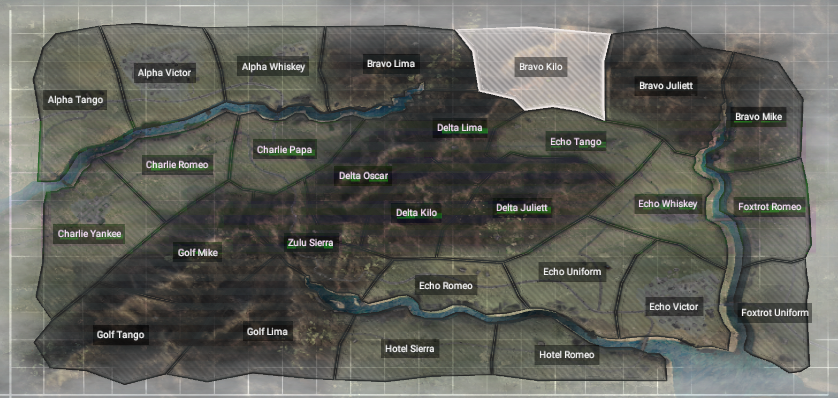 Bravo Lima
Bravo Kilo
Alpha Victor
Alpha Whiskey
Bravo Juliett
Alpha Tango
Bravo Mike
Delta Lima
Echo Tango
Charlie Papa
Charlie Romeo
Delta Oscar
Echo Whiskey
Foxtrot Romeo
Delta Kilo
Delta Juliett
Charlie Yankee
Zulu Sierra
Golf Mike
Echo Uniform
Echo Romeo
Echo Victor
Foxtrot Uniform
Golf Tango
Golf Lima
Hotel Sierra
Hotel Romeo